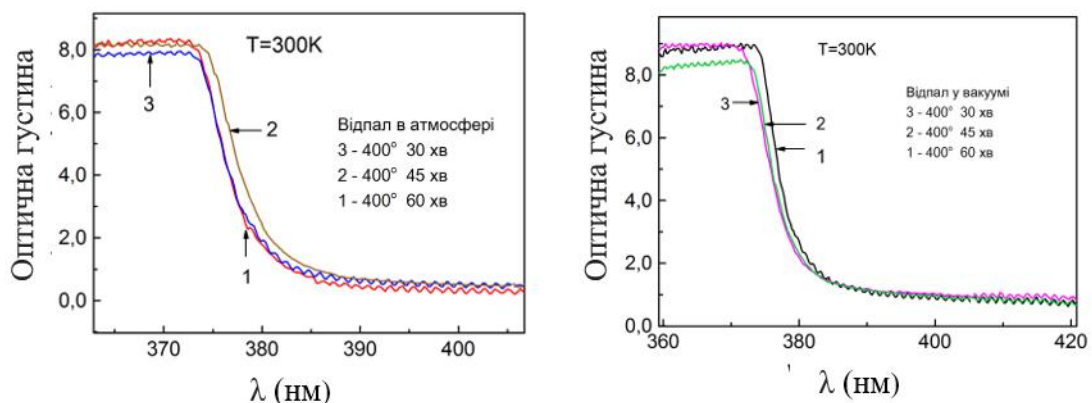 Оптична густина
8,0
6,0
4,0
2,0
0,0
T=300K
3
2
1
Відпал в атмосфері
3 - 400° 30 хв
2 - 400° 45 хв
1 - 400° 60 хв
370 380 390 400
λ (нм)
Оптична густина
8,0
6,0
4,0
2,0
0,0
T=300K
3
2
1
Відпал у вакуумі
3 - 400° 30 хв
2 - 400° 45 хв
1 - 400° 60 хв
360 380 400 420
λ (нм)